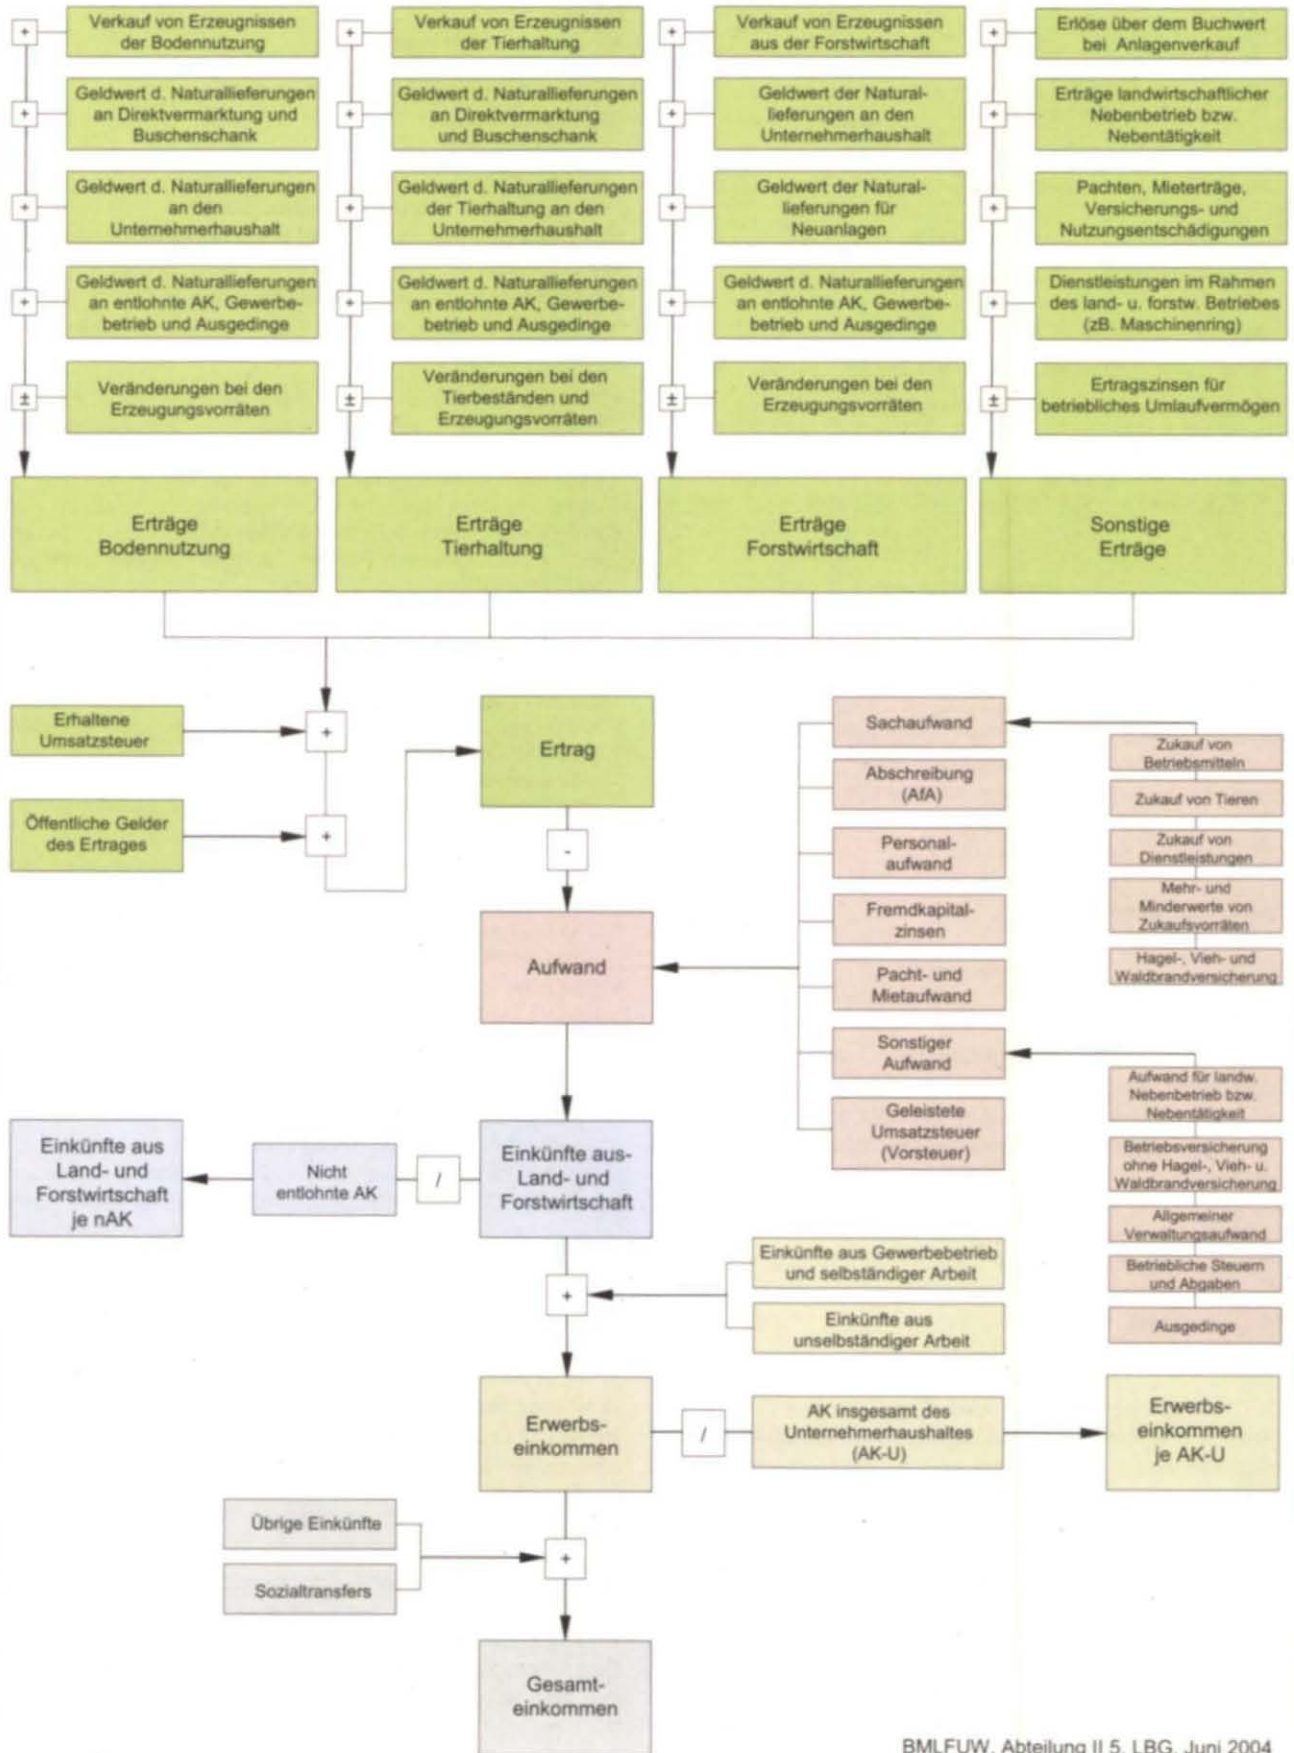 +
Verkauf von Erzeugnissen
der Bodennutzung
+
Geldwert d. Naturallieferungen
an Direktvermarktung und
Buschenschank
+
Geldwert d. Naturallieferungen
an den
Unternehmerhaushalt
+
Geldwert d. Naturallieferungen
an entlohnte AK, Gewerbe-
betrieb und Ausgedinge
±
Veränderungen bei den
Erzeugungsvorräten
Erträge
Bodennutzung
+
Verkauf von Erzeugnissen
der Tierhaltung
+
Geldwert d. Naturallieferungen
an Direktvermarktung
und Buschenschank
+
Geldwert d. Naturallieferungen
der Tierhaltung an den
Unternehmerhaushalt
+
Geldwert d. Naturallieferungen
an entlohnte AK, Gewerbe-
betrieb und Ausgedinge
±
Veränderungen bei den
Tierbeständen und
Erzeugungsvorräten
Erträge
Tierhaltung
+
Verkauf von Erzeugnissen
aus der Forstwirtschaft
+
Geldwert der Natural-
lieferungen an den
Unternehmerhaushalt
+
Geldwert der Natural-
lieferungen für
Neuanlagen
+
Geldwert d. Naturallieferungen
an entlohnte AK, Gewerbe-
betrieb und Ausgedinge
±
Veränderungen bei den
Erzeugungsvorräten
Erträge
Forstwirtschaft
+
Erlöse über dem Buchwert
bei Anlagenverkauf
+
Erträge landwirtschaftlicher
Nebenbetrieb bzw.
Nebentätigkeit
+
Pachten, Mieterträge,
Versicherungs- und
Nutzungsentschädigungen
+
Dienstleistungen im Rahmen
des land- u. forstw. Betriebes
(zB. Maschinenring)
±
Ertragszinsen für
betriebliches Umlaufvermögen
Sonstige
Erträge
Erhaltene
Umsatzsteuer
+
Öffentliche Gelder
des Ertrages
+
Ertrag
-
Aufwand
Sachaufwand
Abschreibung
(AfA)
Personal-
aufwand
Fremdkapital-
zinsen
Pacht- und
Mietaufwand
Sonstiger
Aufwand
Geleistete
Umsatzsteuer
(Vorsteuer)
Zukauf von
Betriebsmitteln
Zukauf von Tieren
Zukauf von
Dienstleistungen
Mehr- und
Minderwerte von
Zukaufsvorräten
Hagel-, Vieh- und
Waldbrandversicherung
Aufwand für landw.
Nebenbetrieb bzw.
Nebentätigkeit
Betriebsversicherung
ohne Hagel-, Vieh- u.
Waldbrandversicherung
Allgemeiner
Verwaltungsaufwand
Betriebliche Steuern
und Abgaben
Ausgedinge
Einkünfte aus
Land- und
Forstwirtschaft
je nAK
Nicht
entlohnte AK
/
Einkünfte aus-
Land- und
Forstwirtschaft
+
Einkünfte aus Gewerbebetrieb
und selbständiger Arbeit
Einkünfte aus
unselbständiger Arbeit
Erwerbs-
einkommen
/
AK insgesamt des
Unternehmerhaushaltes
(AK-U)
Erwerbs-
einkommen
je AK-U
Übrige Einkünfte
Sozialtransfers
+
Gesamt-
einkommen
BMLFUW, Abteilung II 5, LBG, Juni 2004